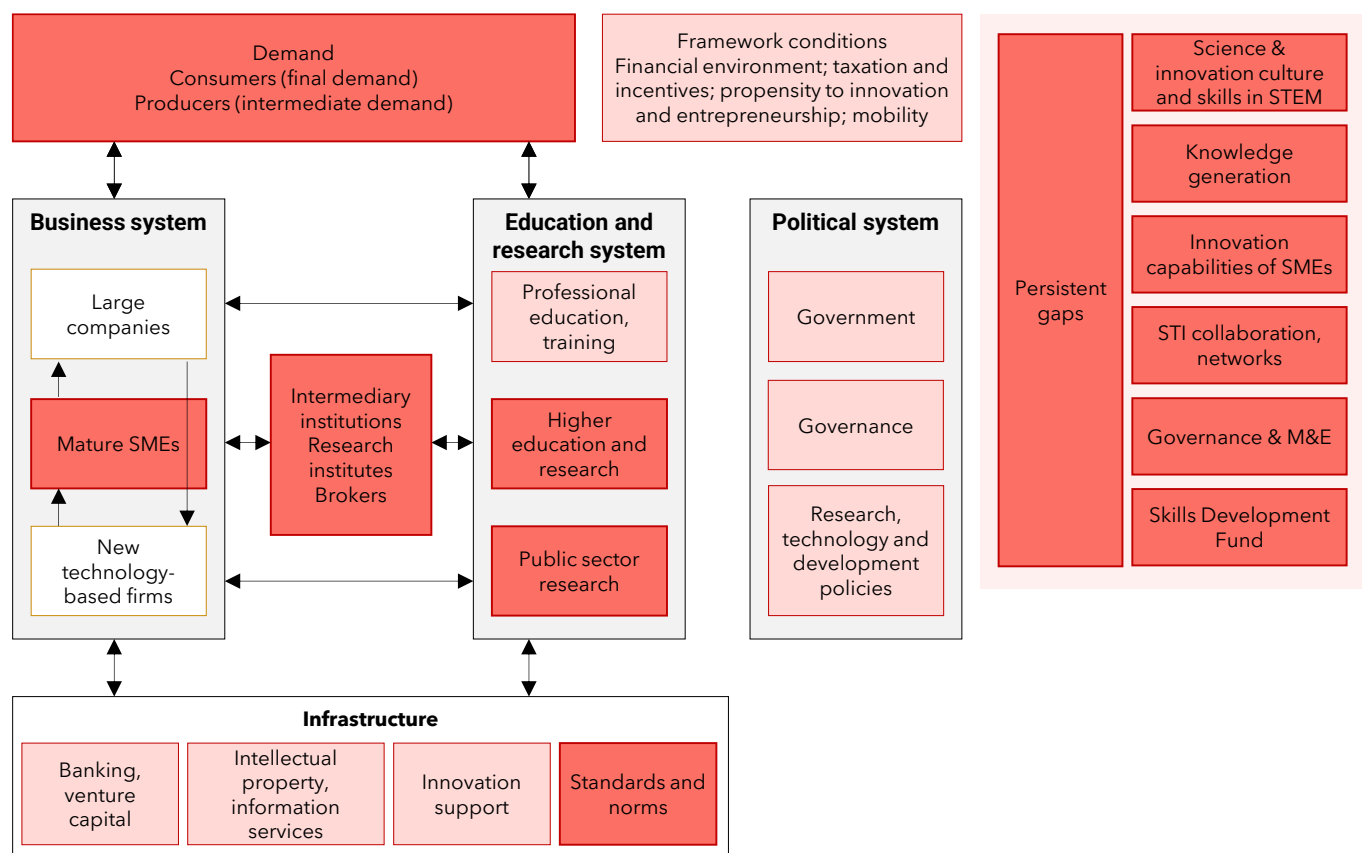 Demand
Consumers (final demand)
Producers (intermediate demand)
Framework conditions
Financial environment; taxation and
incentives; propensity to innovation
and entrepreneurship; mobility
Business system
Large
companies
Mature SMEs
New
technology-
based firms
Intermediary
institutions
Research
institutes
Brokers
Education and
research system
Professional
education,
training
Higher
education and
research
Public sector
research
Political system
Government
Governance
Research,
technology and
development
policies
Persistent
gaps
Science &
innovation culture
and skills in STEM
Knowledge
generation
Innovation
capabilities of SMEs
STI collaboration,
networks
Governance & M&E
Skills Development
Fund
Infrastructure
Banking,
venture
capital
Intellectual
property,
information
services
Innovation
support
Standards and
norms